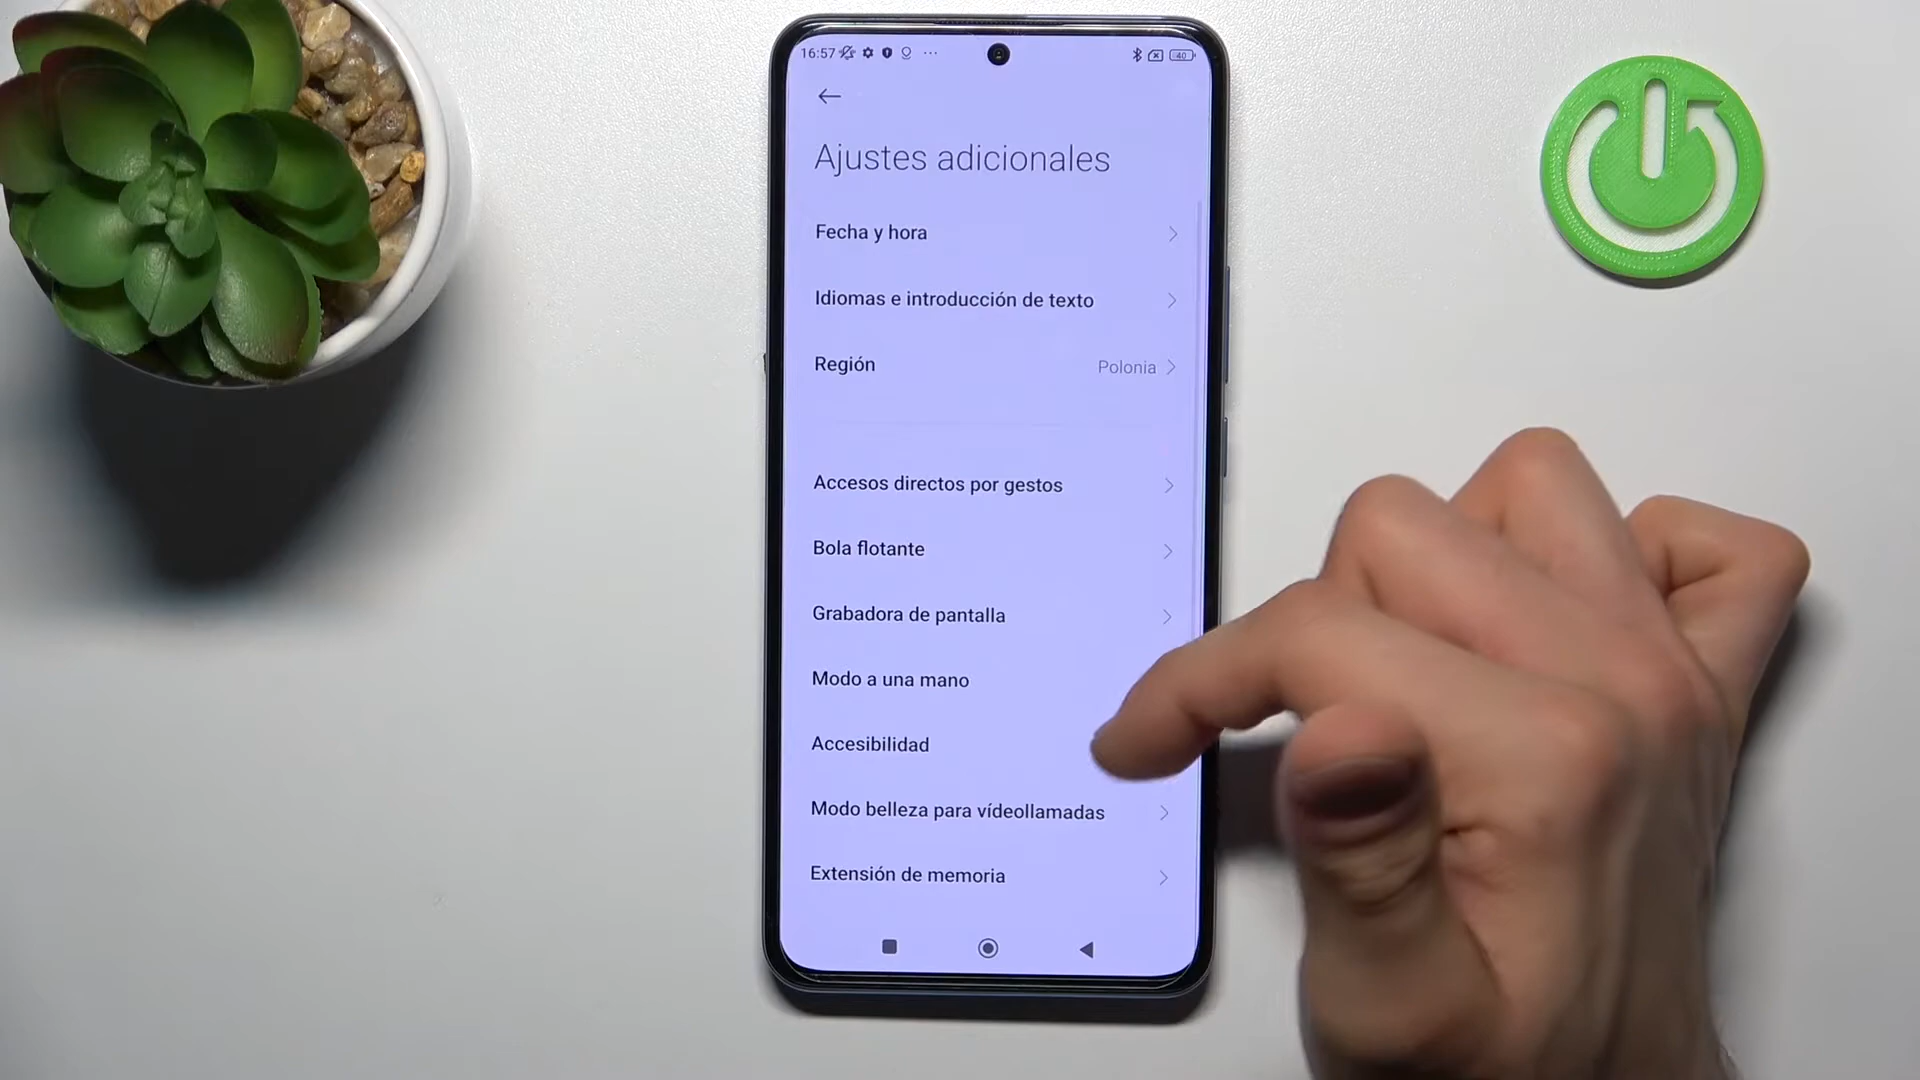 16:57
40
Ajustes adicionales
Fecha y hora
Idiomas e introducción de texto
Región Polonia
Accesos directos por gestos
Bola flotante
Grabadora de pantalla
Modo a una mano
Accesibilidad
Modo belleza para vídeollamadas
Extensión de memoria